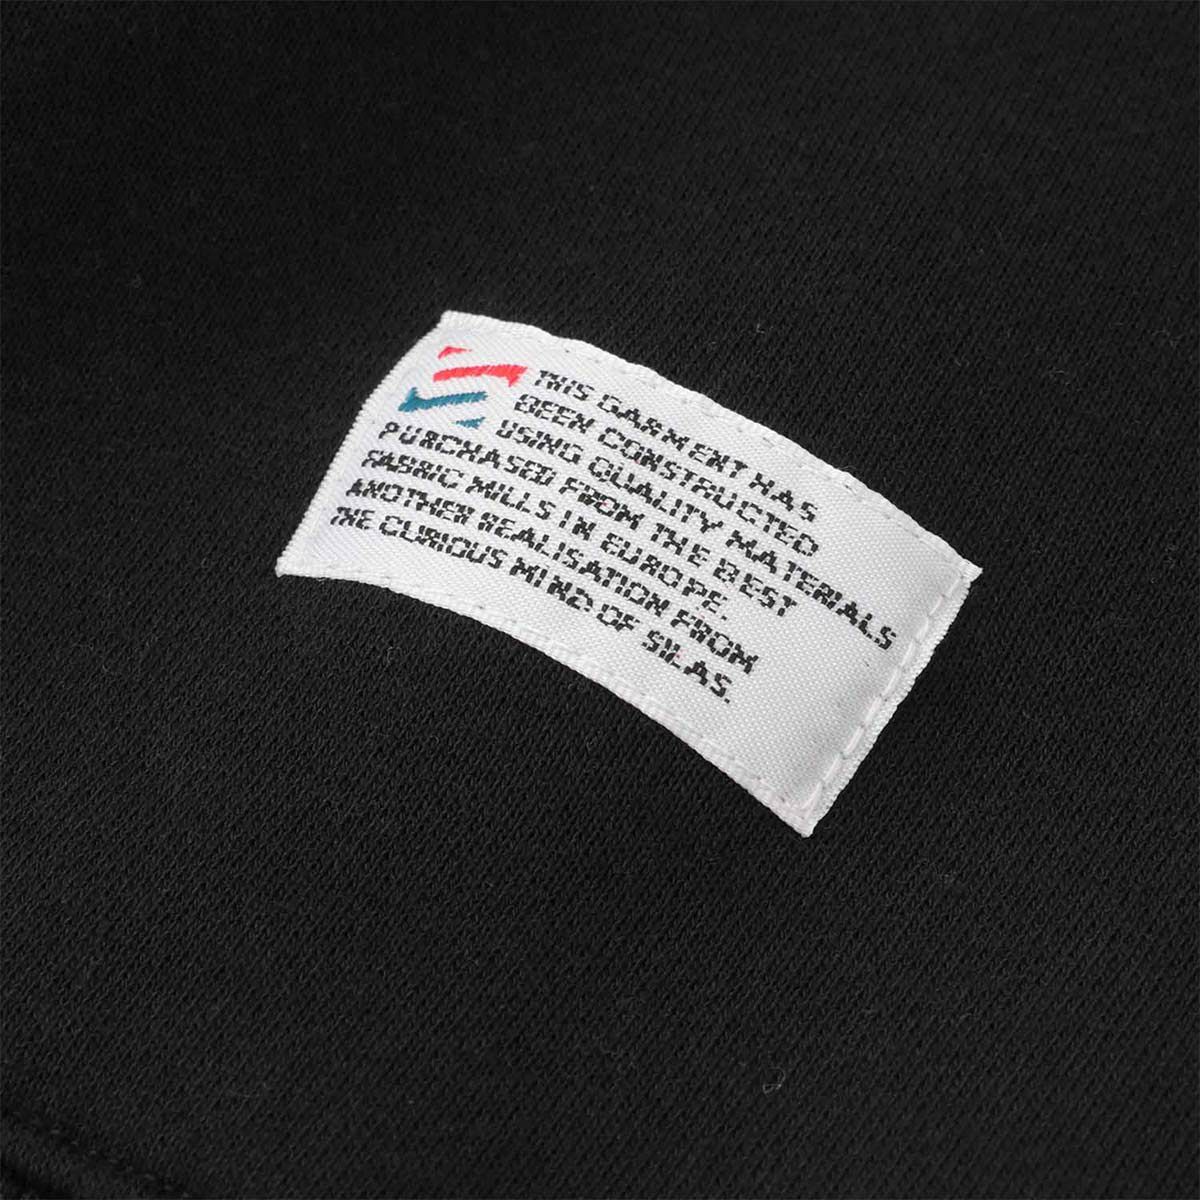 THIS GARMENT HAS
BEEN CONSTRUCTED
USING QUALITY MATERIALS
PURCHASED FROM THE BEST
FABRIC MILLS IN EUROPE.
ANOTHER REALISATION FROM
THE CURIOUS MIND OF SILAS.